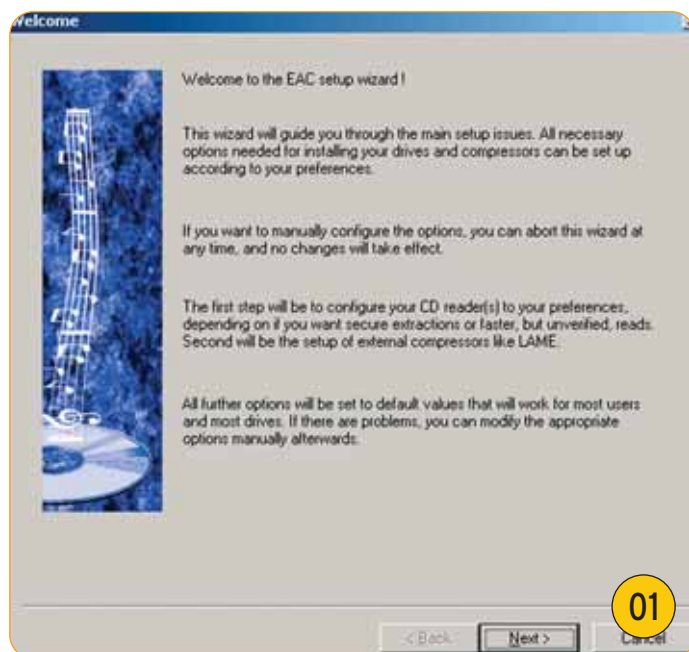 Welcome
Welcome to the EAC setup wizard !
This wizard will guide you through the main setup issues. All necessary
options needed for installing your drives and compressors can be set up
according to your preferences.
If you want to manually configure the options, you can abort this wizard at
any time, and no changes will take effect.
The first step will be to configure your CD reader(s) to your preferences,
depending on if you want secure extractions or faster, but unverified, reads.
Second will be the setup of external compressors like LAME.
All further options will be set to default values that will work for most users
and most drives. If there are problems, you can modify the appropriate
options manually afterwards.
01
< Back
Next >
Cancel